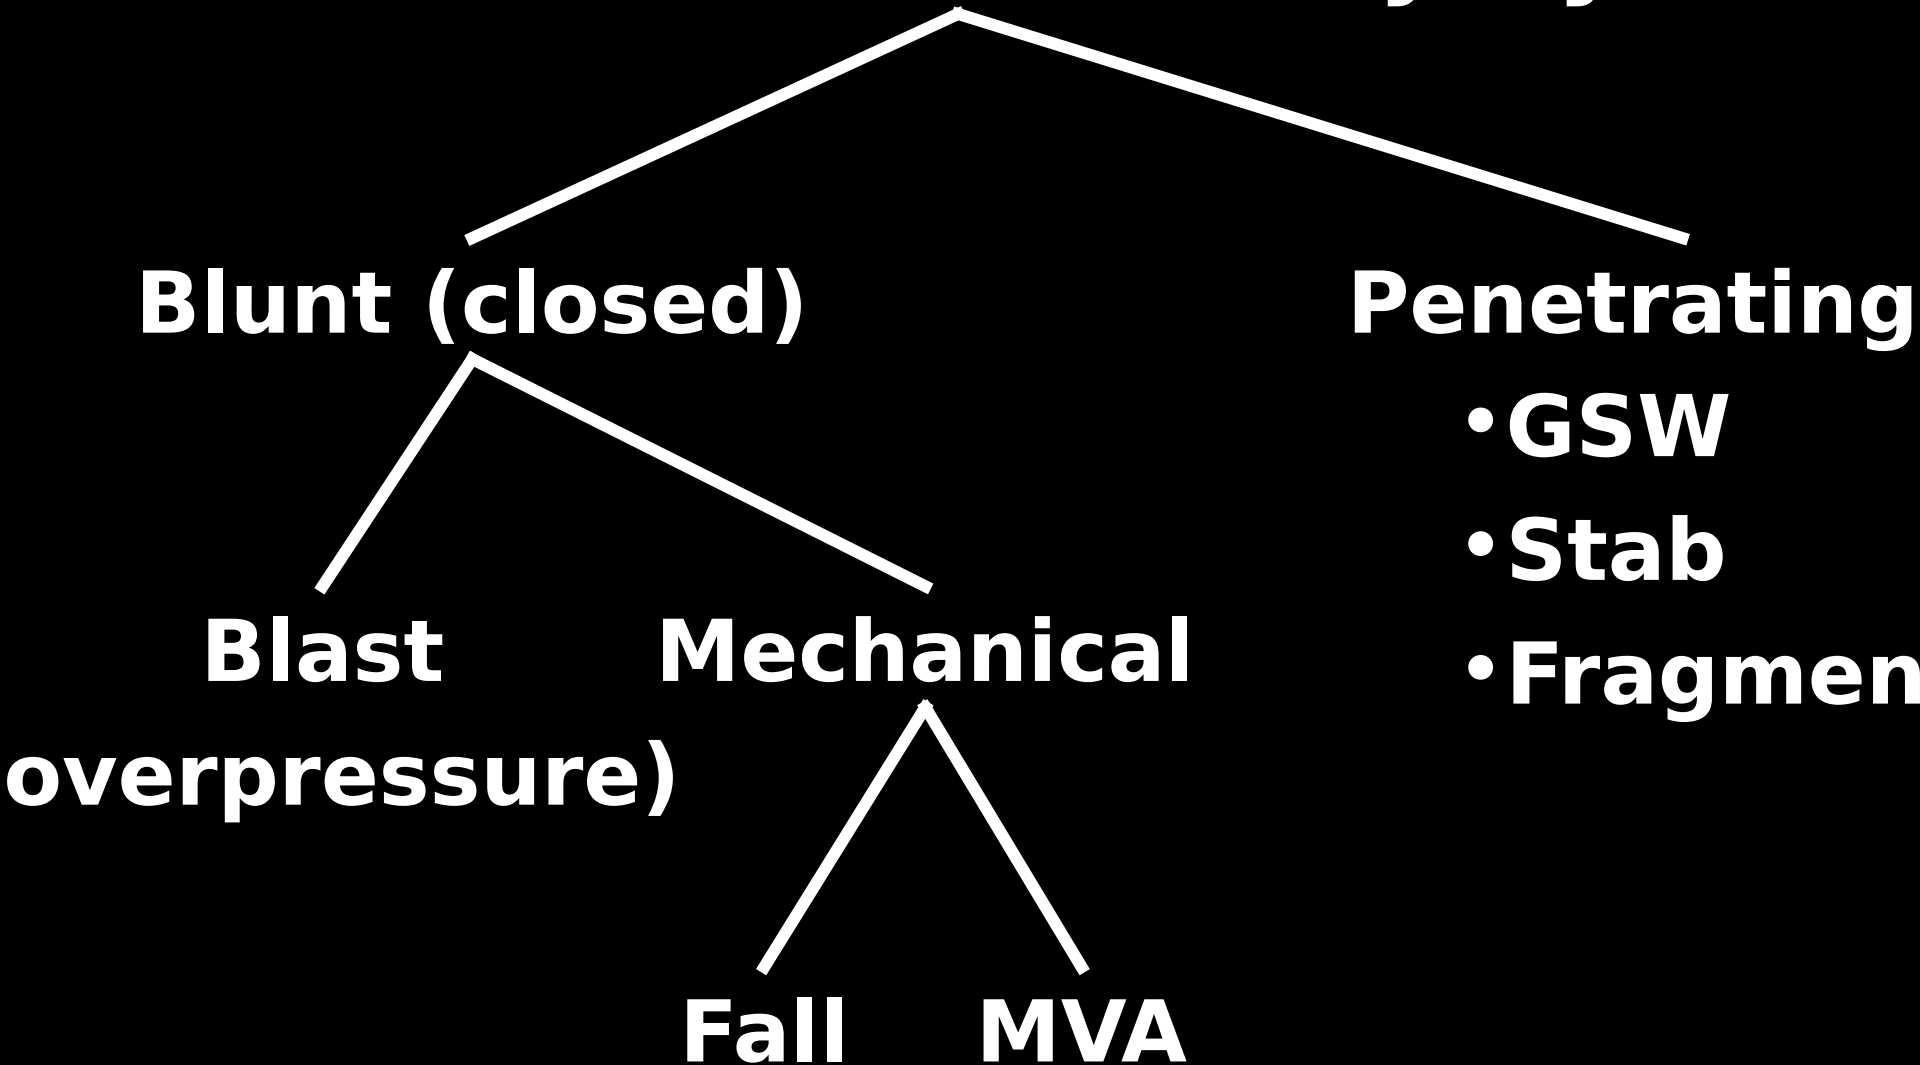 Blunt (closed)
Penetrating
•GSW
•Stab
•Fragmen
Blast
overpressure)
Mechanical
Fall
MVA